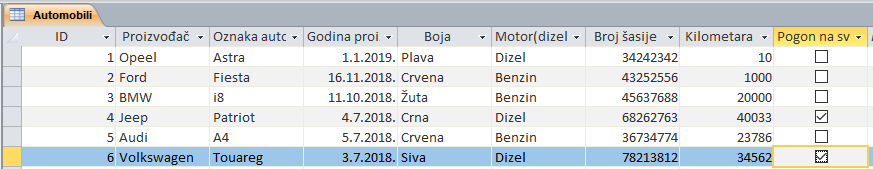 Automobili
ID Proizvođač Oznaka auto Godina proi: Boja Motor(dizel Broj šasije Kilometara Pogon na sv
1 Opeel Astra 1.1.2019. Plava Dizel 34242342 10
2 Ford Fiesta 16.11.2018. Crvena Benzin 43252556 1000
3 BMW i8 11.10.2018. Žuta Benzin 45637688 20000
4 Jeep Patriot 4.7.2018. Crna Dizel 68262763 40033
5 Audi A4 5.7.2018. Crvena Benzin 36734774 23786
6 Volkswagen Touareg 3.7.2018. Siva Dizel 78213812 34562